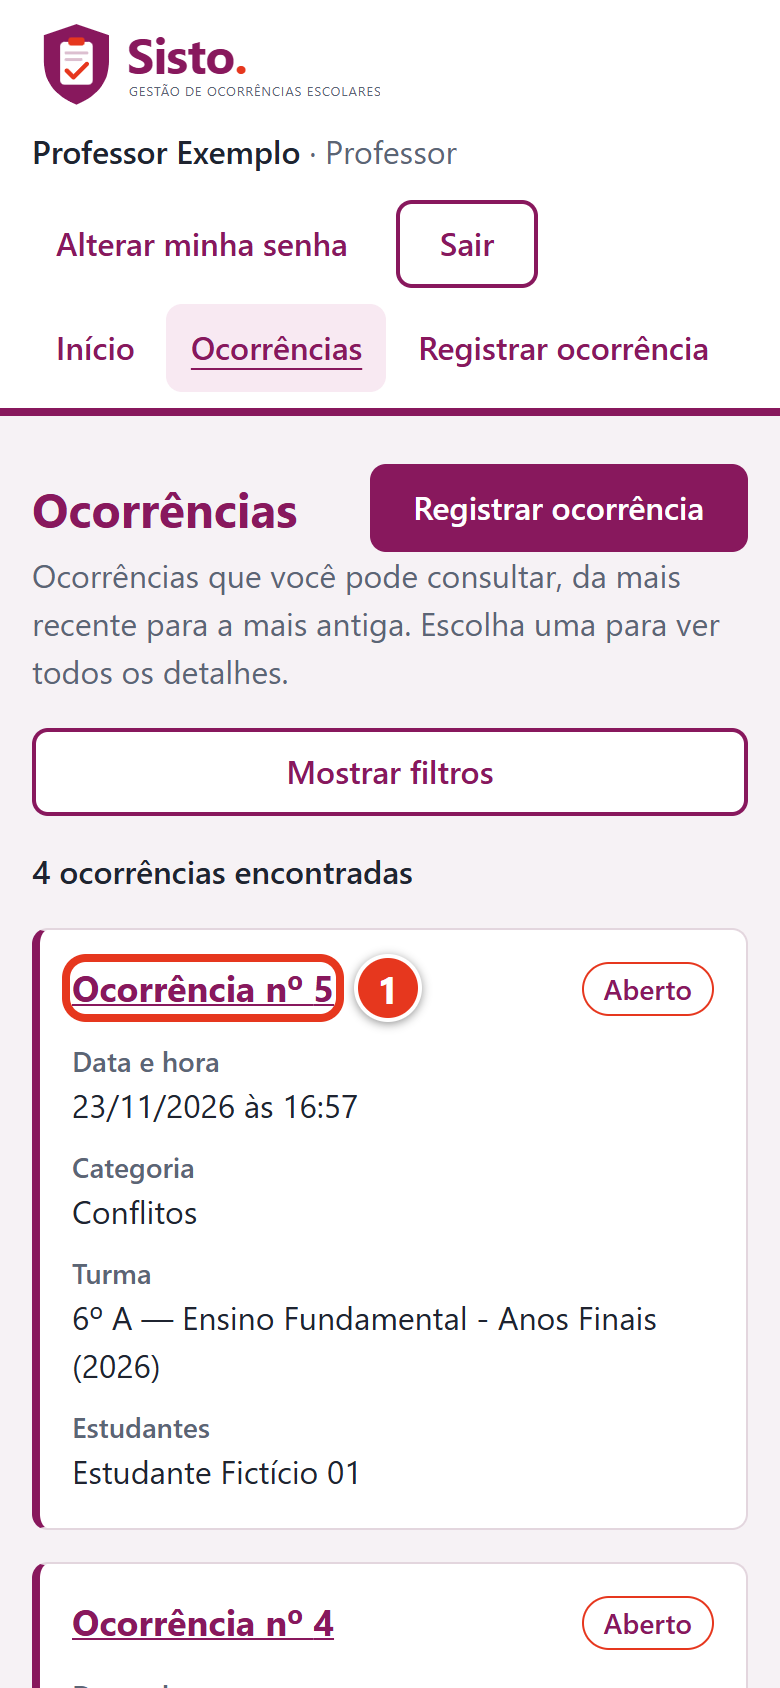 Sisto.
GESTÃO DE OCORRÊNCIAS ESCOLARES
Professor Exemplo · Professor
Alterar minha senha
Sair
Início
Ocorrências
Registrar ocorrência
Ocorrências
Registrar ocorrência
Ocorrências que você pode consultar, da mais
recente para a mais antiga. Escolha uma para ver
todos os detalhes.
Mostrar filtros
4 ocorrências encontradas
Ocorrência nº 5
1
Aberto
Data e hora
23/11/2026 às 16:57
Categoria
Conflitos
Turma
6º A — Ensino Fundamental - Anos Finais
(2026)
Estudantes
Estudante Fictício 01
Ocorrência nº 4
Aberto